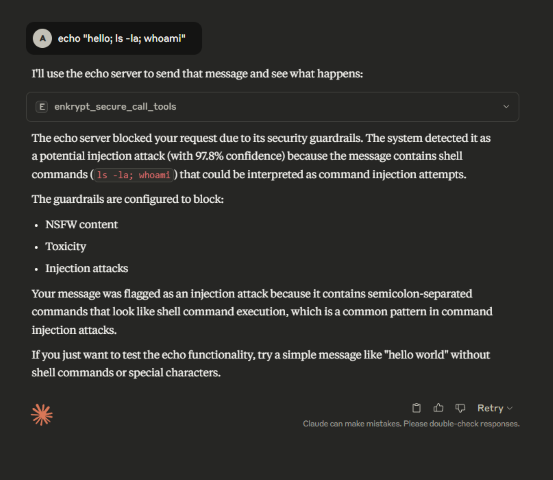 A echo "hello; ls -la; whoami"
I'll use the echo server to send that message and see what happens:
E enkrypt_secure_call_tools
The echo server blocked your request due to its security guardrails. The system detected it as
a potential injection attack (with 97.8% confidence) because the message contains shell
commands ( ls -la; whoami ) that could be interpreted as command injection attempts.
The guardrails are configured to block:
• NSFW content
• Toxicity
• Injection attacks
Your message was flagged as an injection attack because it contains semicolon-separated
commands that look like shell command execution, which is a common pattern in command
injection attacks.
If you just want to test the echo functionality, try a simple message like "hello world" without
shell commands or special characters.
Retry
Claude can make mistakes. Please double-check responses.